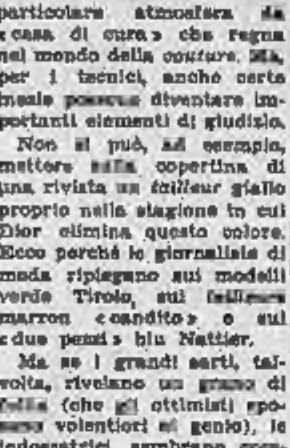 particolare atmosfera da
«casa di cura» che regna
nel mondo della couture. Ma,
per i tecnici, anche certe
inezie possono diventare im-
portanti elementi di giudizio.
Non si può, ad esempio,
mettere sulla copertina di
una rivista un tailleur giallo
proprio nella stagione in cui
Dior elimina questo colore.
Ecco perché le giornaliste di
moda ripiegano sui modelli
verde Tirolo, sui tailleurs
marron «candito» o sui
«due pezzi» blu Nattier.
Ma se i grandi sarti, tal-
volta, rivelano un grano di
follia (che gli ottimisti
volentieri al genio), le
sembrano